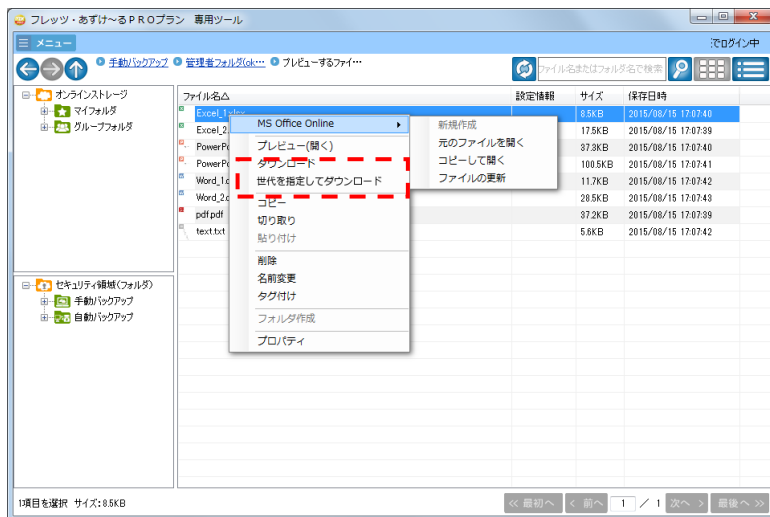 フレッツ・あずけ～るＰＲＯプラン 専用ツール
メニュー
でログイン中
手動バックアップ 管理者フォルダ(ok… プレビューするファイ…
ファイル名またはフォルダ名で検索
オンラインストレージ
マイフォルダ
グループフォルダ
セキュリティ領域(フォルダ)
手動バックアップ
自動バックアップ
ファイル名△ 設定情報 サイズ 保存日時
Excel_1.xlsx 8.5KB 2015/08/15 17:07:40
Excel_2. 17.5KB 2015/08/15 17:07:39
PowerPo 37.3KB 2015/08/15 17:07:40
PowerPo 100.6KB 2015/08/15 17:07:41
Word_1.d 11.7KB 2015/08/15 17:07:42
Word_2.d 28.5KB 2015/08/15 17:07:43
pdf.pdf 37.2KB 2015/08/15 17:07:39
text.txt 5.6KB 2015/08/15 17:07:42
MS Office Online
プレビュー(開く)
ダウンロード
世代を指定してダウンロード
コピー
切り取り
貼り付け
削除
名前変更
タグ付け
フォルダ作成
プロパティ
新規作成
元のファイルを開く
コピーして開く
ファイルの更新
1項目を選択 サイズ:8.5KB
<< 最初へ < 前へ 1 / 1 次へ > 最後へ >>